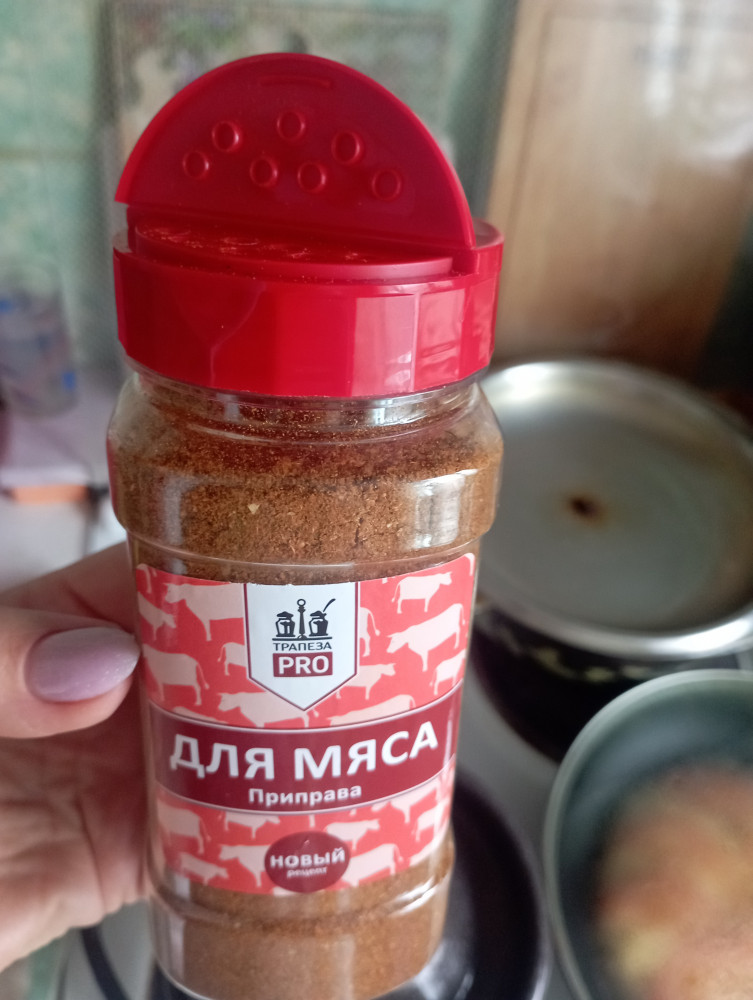 ТРАПЕЗА
PRO
ДЛЯ МЯСА
Приправа
НОВЫЙ
рецепт